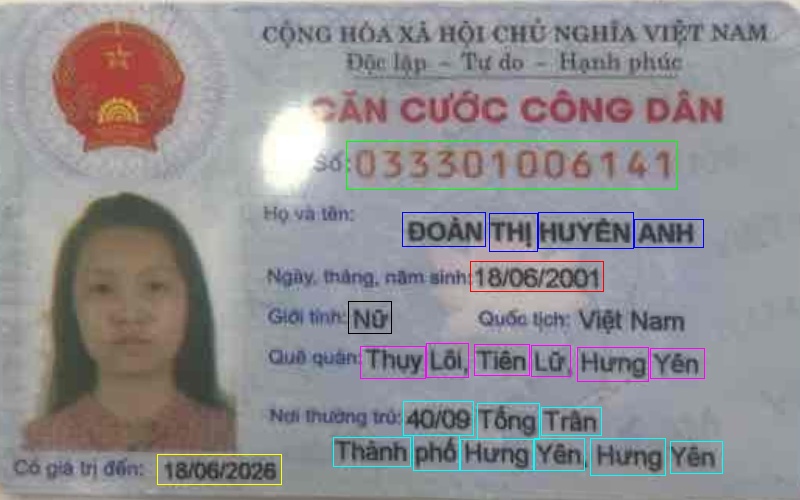 CỘNG HÒA XÃ HỘI CHỦ NGHĨA VIỆT NAM
Độc lập - Tự do - Hạnh phúc
CĂN CƯỚC CÔNG DÂN
Số: 033301006141
Họ và tên: ĐOÀN THỊ HUYỀN ANH
Ngày, tháng, năm sinh: 18/06/2001
Giới tính: Nữ Quốc tịch: Việt Nam
Quê quán: Thụy Lôi, Tiên Lữ, Hưng Yên
Nơi thường trú: 40/09 Tống Trân
Thành phố Hưng Yên, Hưng Yên
Có giá trị đến: 18/06/2026